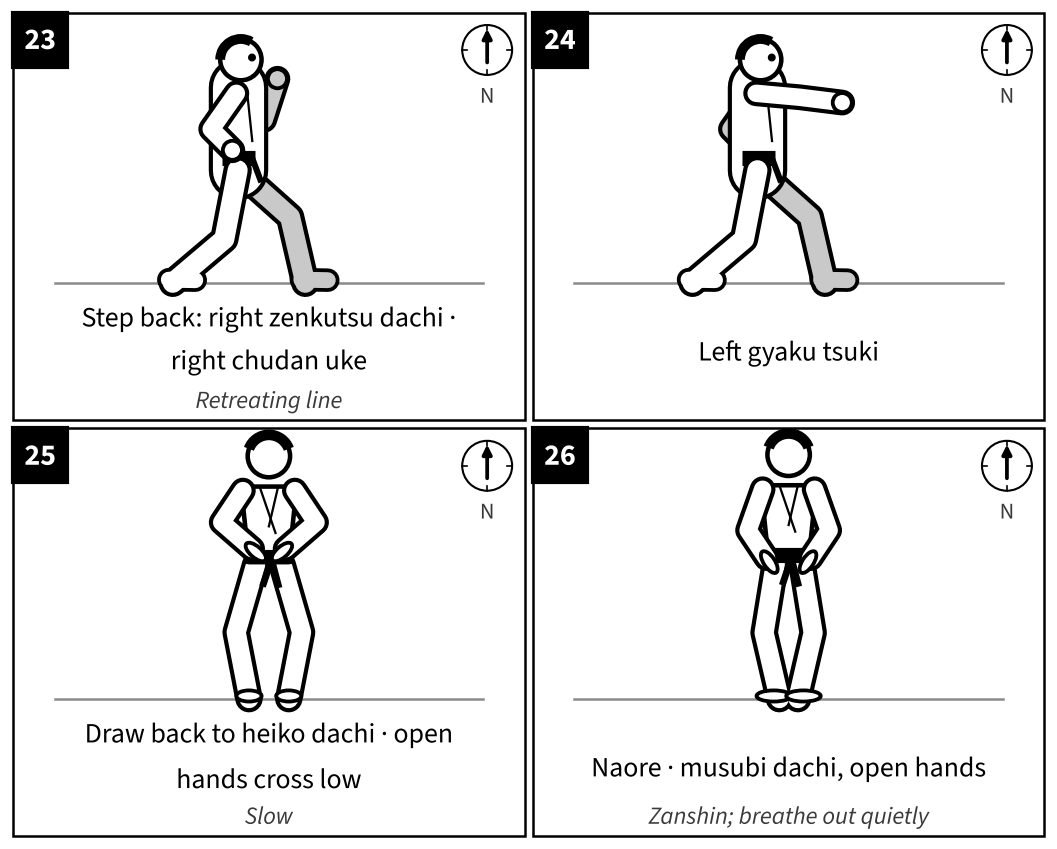 23
N
Step back: right zenkutsu dachi ·
right chudan uke
Retreating line
24
N
Left gyaku tsuki
25
N
Draw back to heiko dachi · open
hands cross low
Slow
26
N
Naore · musubi dachi, open hands
Zanshin; breathe out quietly